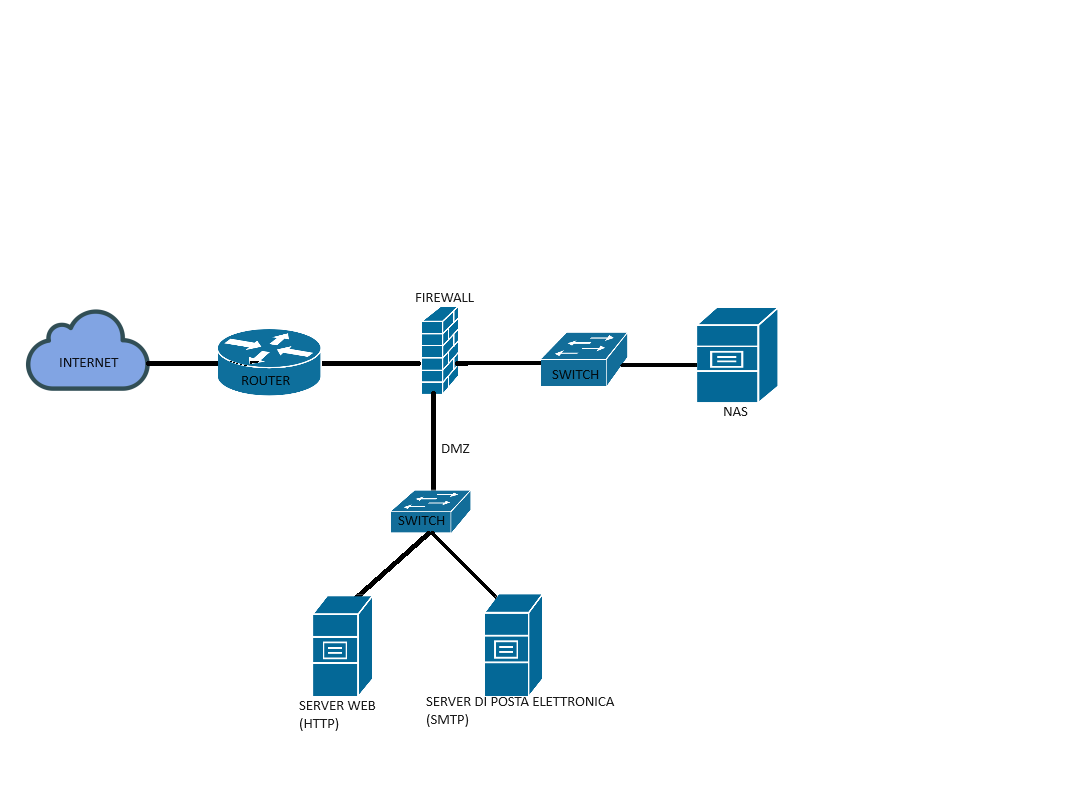 FIREWALL
INTERNET
ROUTER
SWITCH
NAS
DMZ
SWITCH
SERVER WEB
(HTTP)
SERVER DI POSTA ELETTRONICA
(SMTP)